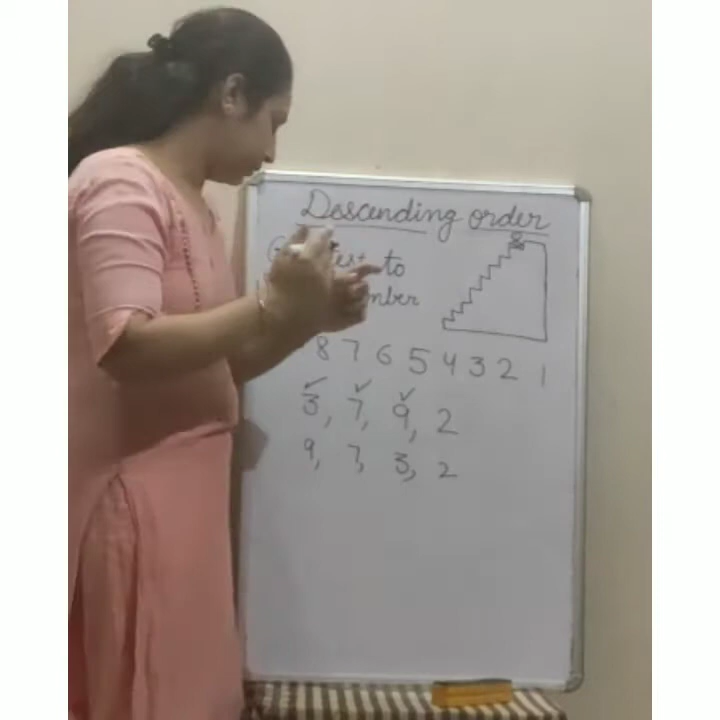 Descending order
to
8 7 6 5 4 3 2 1
3, 7, 9, 2
9, 7, 3, 2